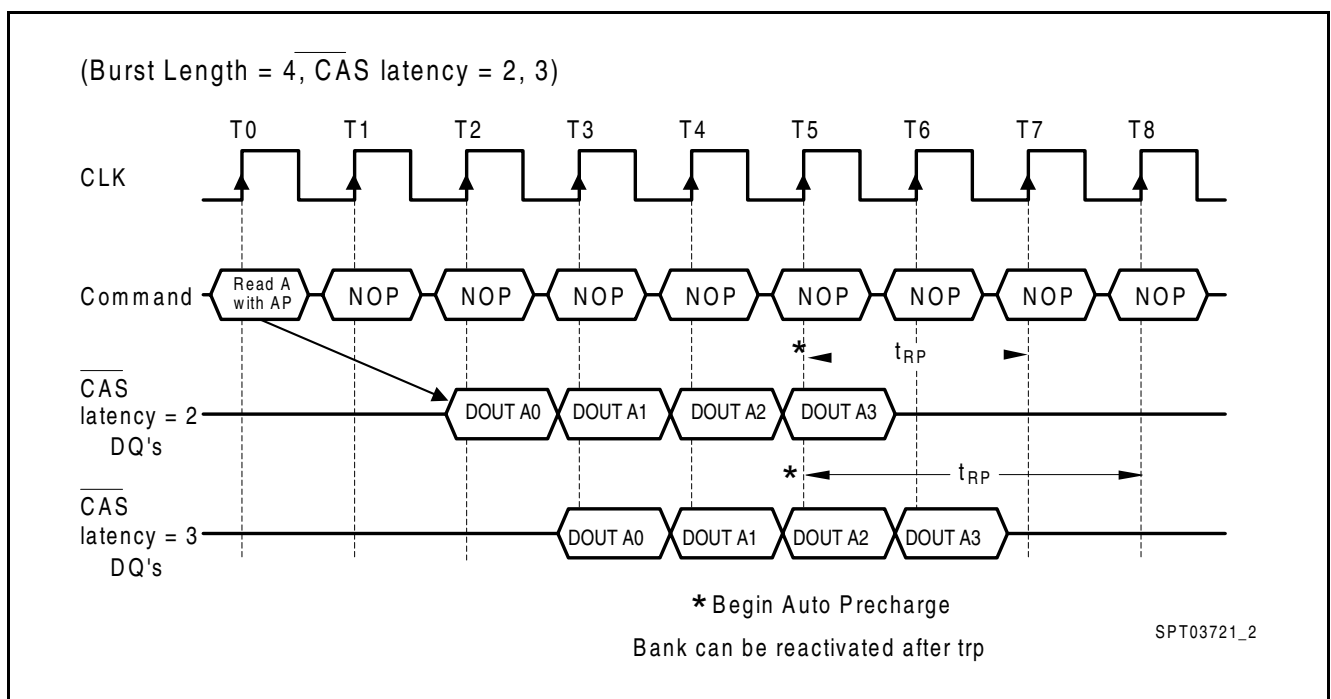 (Burst Length = 4, CAS latency = 2, 3)
T0 T1 T2 T3 T4 T5 T6 T7 T8
CLK
Command
Read A
with AP
NOP NOP NOP NOP NOP NOP NOP NOP
* tRP
CAS
latency = 2
DQ's
DOUT A0 DOUT A1 DOUT A2 DOUT A3
* tRP
CAS
latency = 3
DQ's
DOUT A0 DOUT A1 DOUT A2 DOUT A3
* Begin Auto Precharge
Bank can be reactivated after trp
SPT03721_2